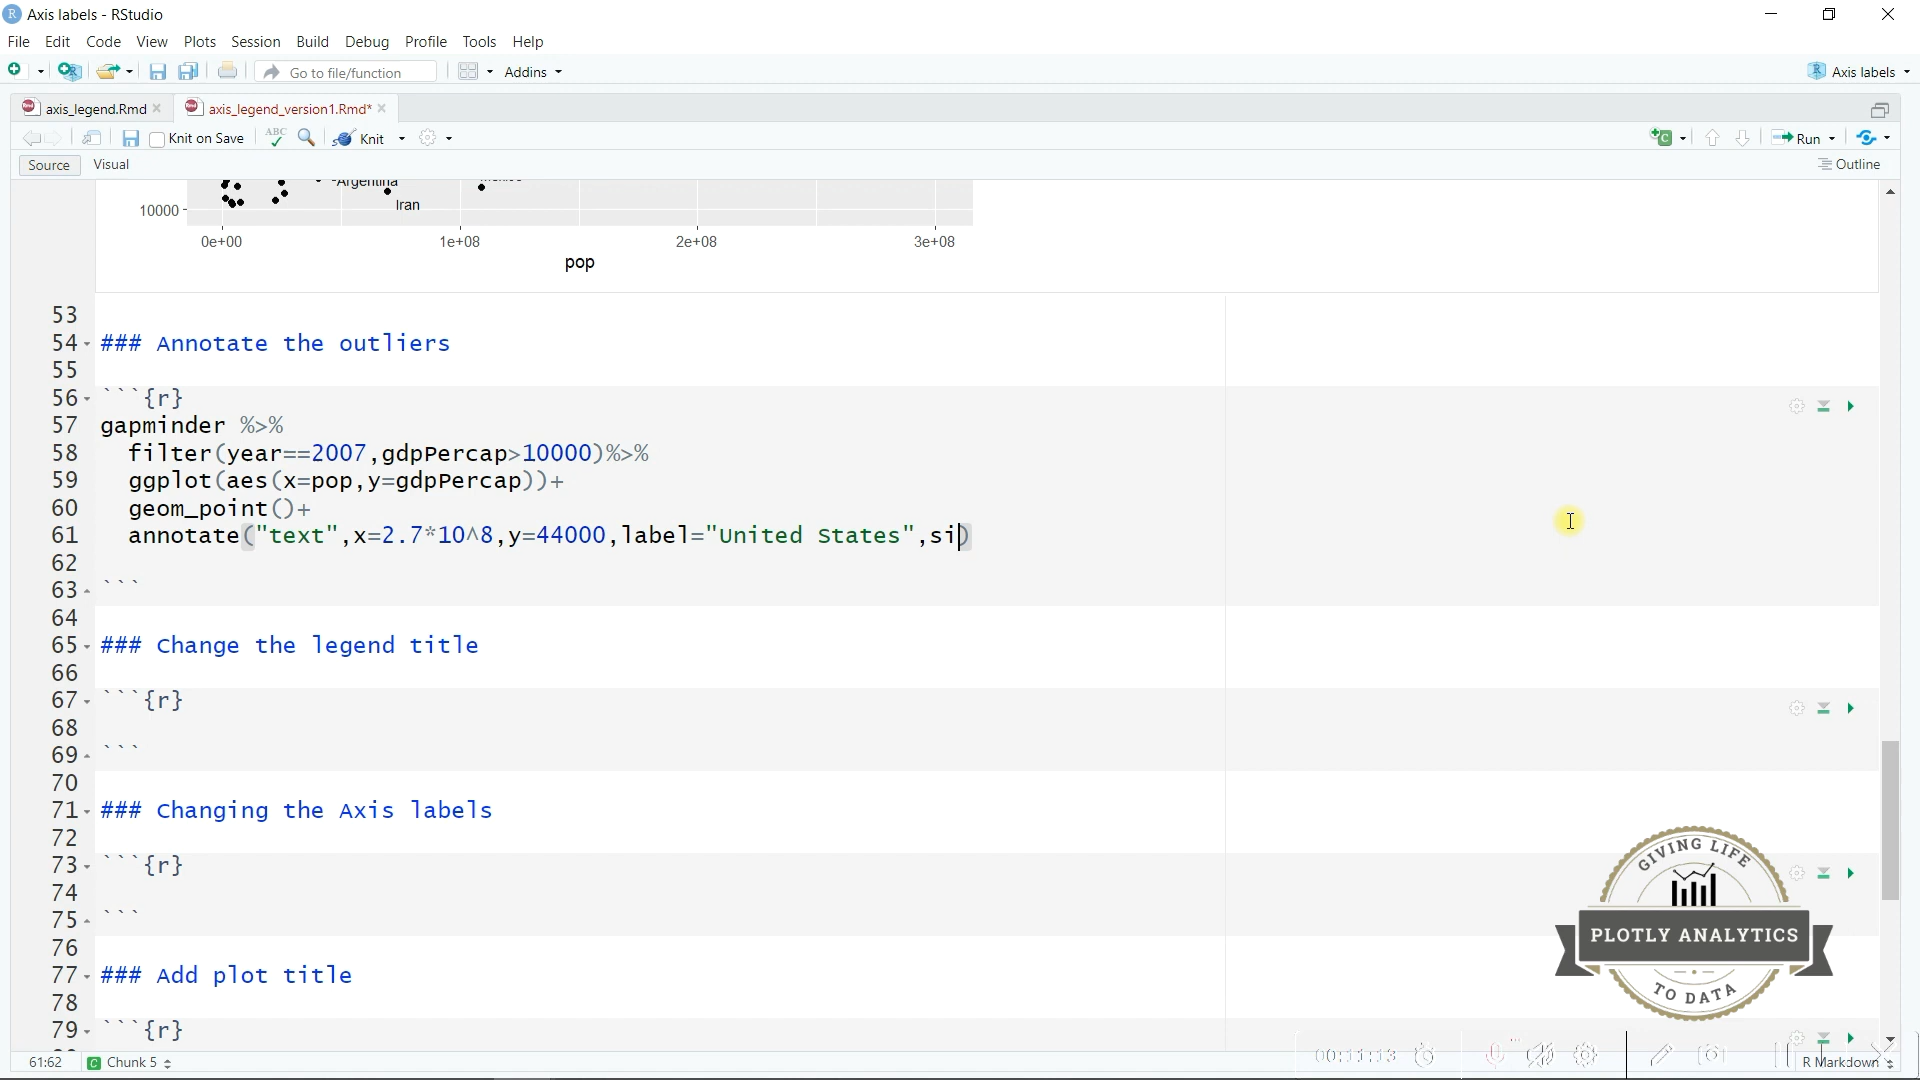 Axis labels - RStudio
File Edit Code View Plots Session Build Debug Profile Tools Help
Go to file/function
Addins
Axis labels
axis_legend.Rmd
axis_legend_version1.Rmd*
Knit on Save
ABC
Knit
Run
Source
Visual
Outline
Argentina
Iran
10000
0e+00 1e+08 2e+08 3e+08
pop
53
54 ### Annotate the outliers
55
56 ```{r}
57 gapminder %>%
58 filter(year==2007,gdpPercap>10000)%>%
59 ggplot(aes(x=pop,y=gdpPercap))+
60 geom_point()+
61 annotate("text",x=2.7*10^8,y=44000,label="United States",si)
62
63 ```
64
65 ### Change the legend title
66
67 ```{r}
68
69 ```
70
71 ### Changing the Axis labels
72
73 ```{r}
74
75 ```
76
77 ### Add plot title
78
79 ```{r}
GIVING LIFE
PLOTLY ANALYTICS
TO DATA
61:62
Chunk 5
00:11:13
R Markdown